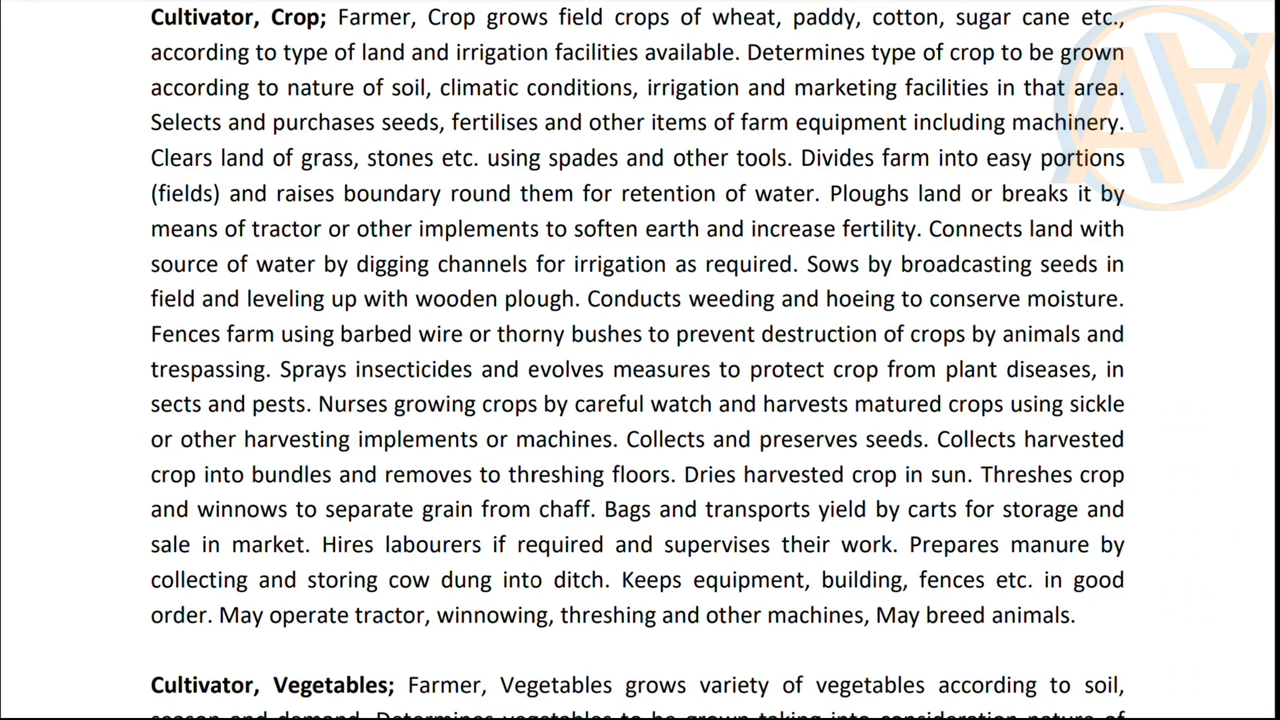 Cultivator, Crop; Farmer, Crop grows field crops of wheat, paddy, cotton, sugar cane etc.,
according to type of land and irrigation facilities available. Determines type of crop to be grown
according to nature of soil, climatic conditions, irrigation and marketing facilities in that area.
Selects and purchases seeds, fertilises and other items of farm equipment including machinery.
Clears land of grass, stones etc. using spades and other tools. Divides farm into easy portions
(fields) and raises boundary round them for retention of water. Ploughs land or breaks it by
means of tractor or other implements to soften earth and increase fertility. Connects land with
source of water by digging channels for irrigation as required. Sows by broadcasting seeds in
field and leveling up with wooden plough. Conducts weeding and hoeing to conserve moisture.
Fences farm using barbed wire or thorny bushes to prevent destruction of crops by animals and
trespassing. Sprays insecticides and evolves measures to protect crop from plant diseases, in
sects and pests. Nurses growing crops by careful watch and harvests matured crops using sickle
or other harvesting implements or machines. Collects and preserves seeds. Collects harvested
crop into bundles and removes to threshing floors. Dries harvested crop in sun. Threshes crop
and winnows to separate grain from chaff. Bags and transports yield by carts for storage and
sale in market. Hires labourers if required and supervises their work. Prepares manure by
collecting and storing cow dung into ditch. Keeps equipment, building, fences etc. in good
order. May operate tractor, winnowing, threshing and other machines, May breed animals.
Cultivator, Vegetables; Farmer, Vegetables grows variety of vegetables according to soil,